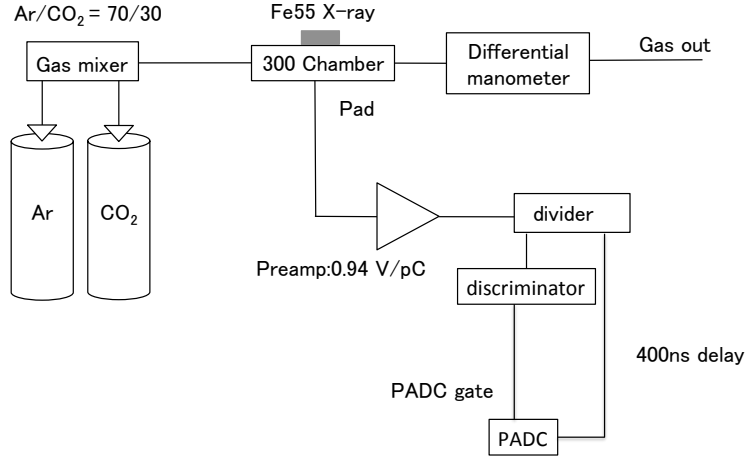 Ar/CO₂ = 70/30
Fe55 X-ray
Gas mixer
300 Chamber
Differential
manometer
Gas out
Pad
Ar
CO₂
divider
Preamp:0.94 V/pC
discriminator
400ns delay
PADC gate
PADC